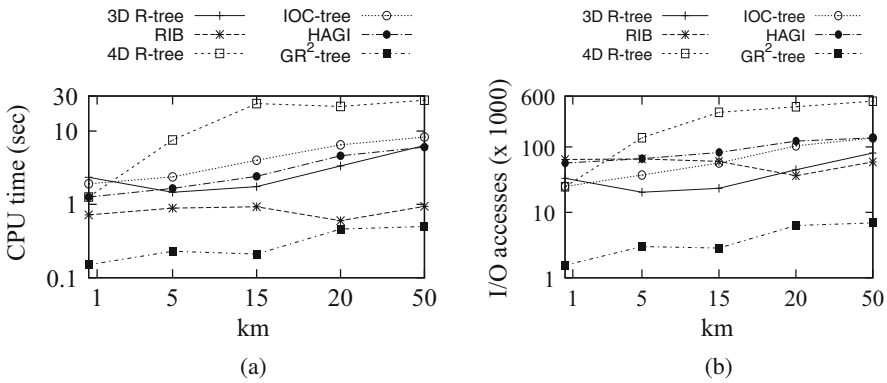 3D R-tree IOC-tree
RIB HAGI
4D R-tree GR²-tree
30
10
1
0.1
CPU time (sec)
1 5 15 20 50
km
(a)
3D R-tree IOC-tree
RIB HAGI
4D R-tree GR²-tree
600
100
10
1
I/O accesses (x 1000)
1 5 15 20 50
km
(b)